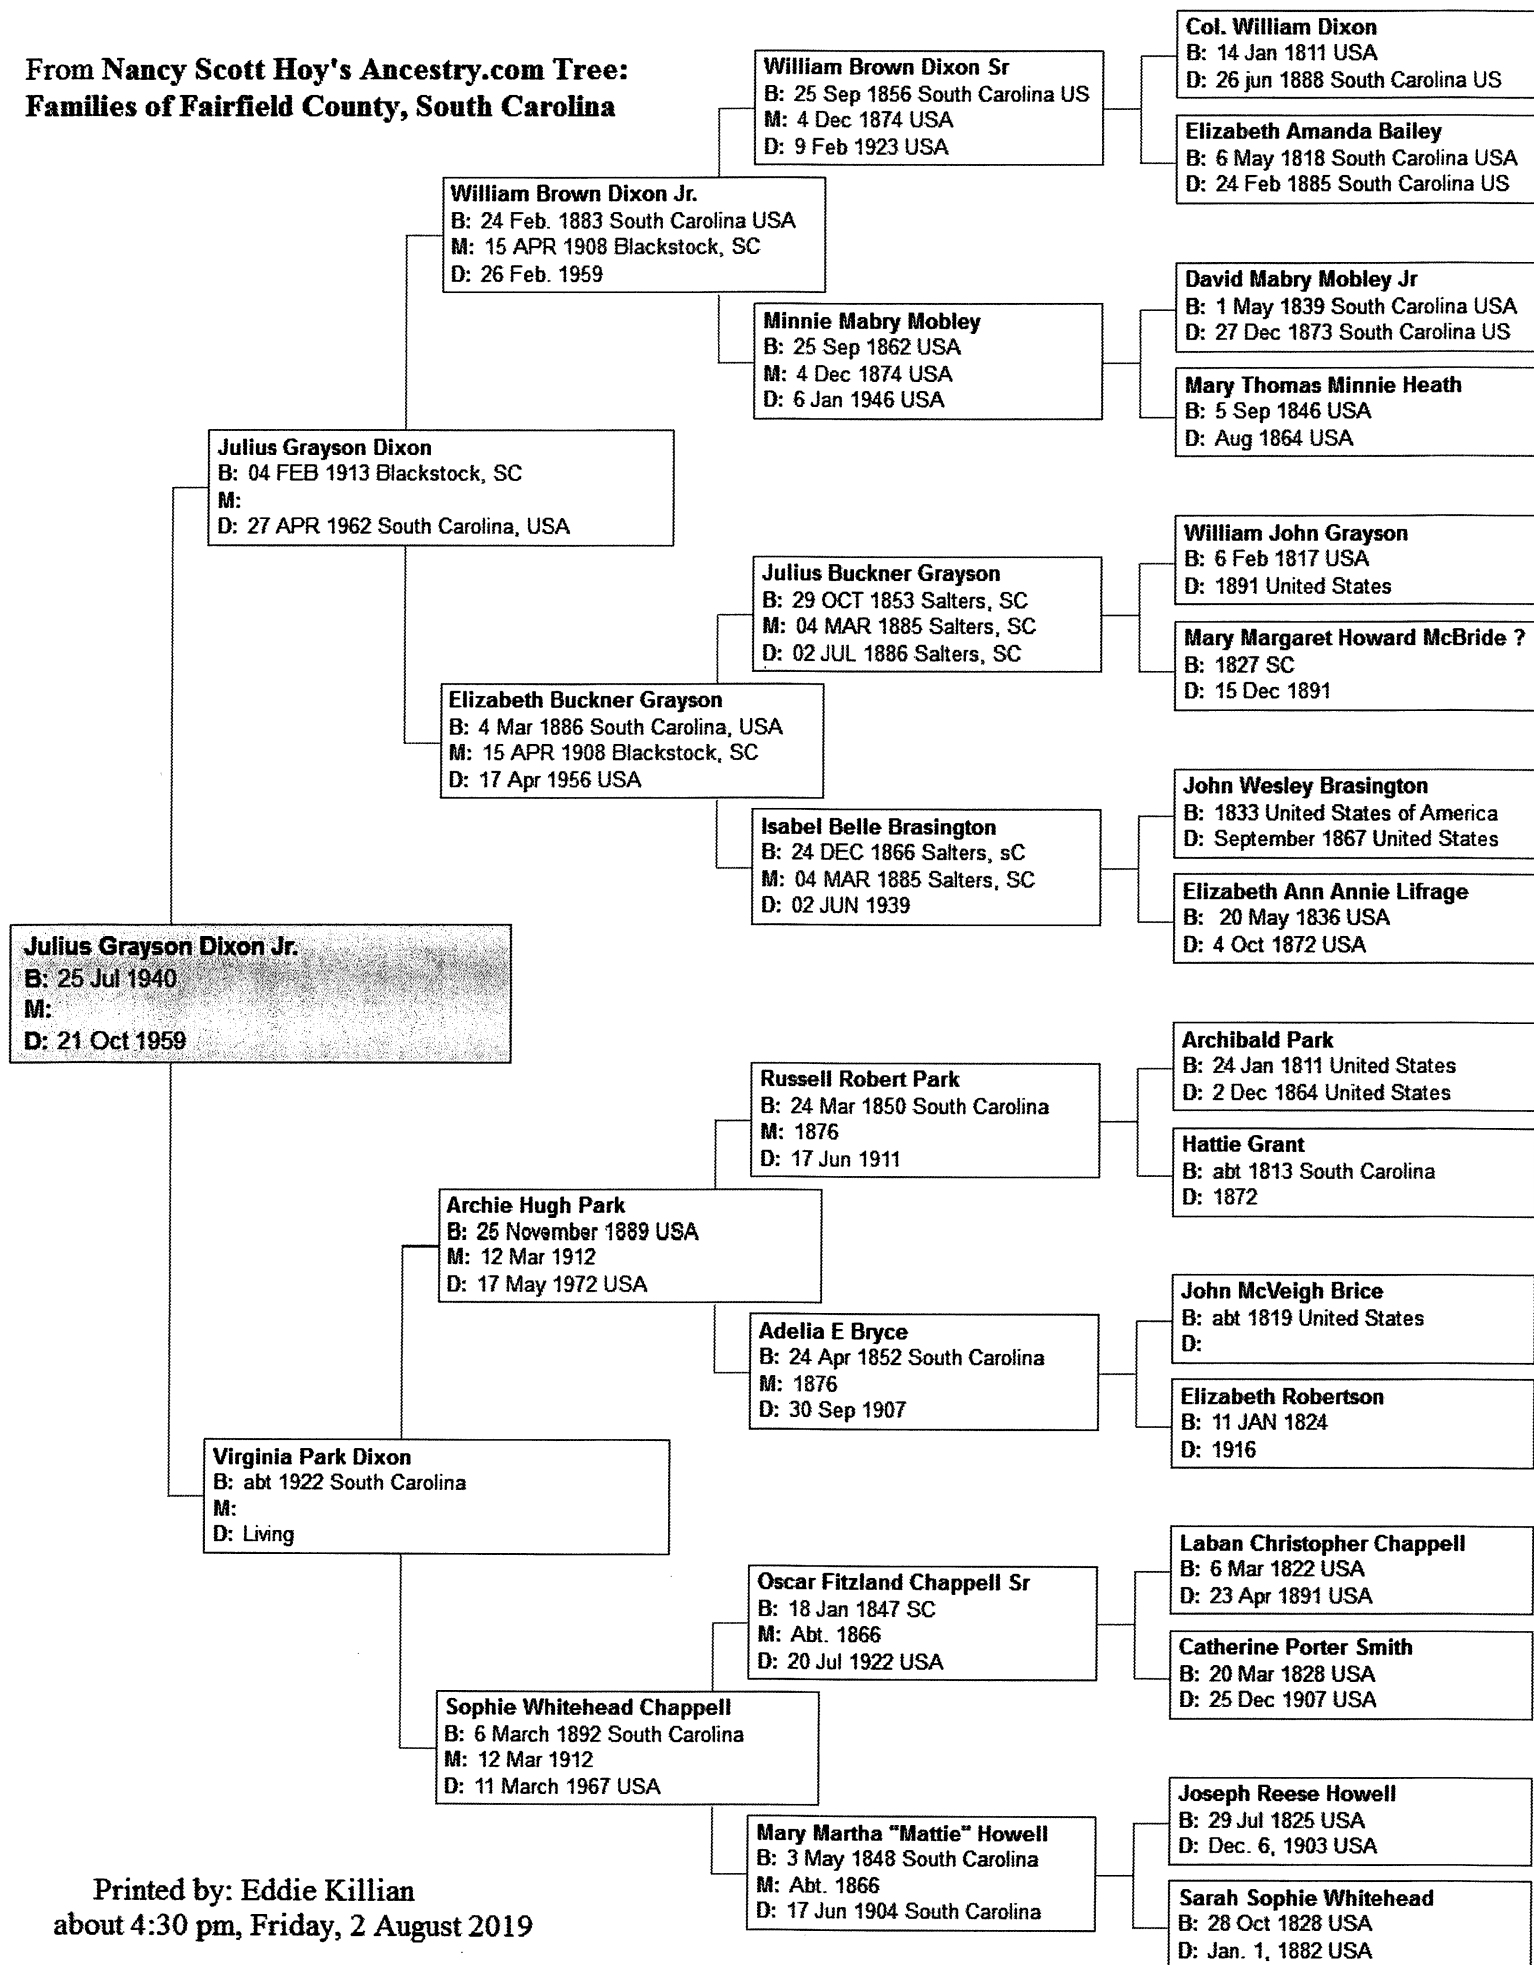 From Nancy Scott Hoy's Ancestry.com Tree:
Families of Fairfield County, South Carolina
Col. William Dixon
B: 14 Jan 1811 USA
D: 26 jun 1888 South Carolina US
William Brown Dixon Sr
B: 25 Sep 1856 South Carolina US
M: 4 Dec 1874 USA
D: 9 Feb 1923 USA
Elizabeth Amanda Bailey
B: 6 May 1818 South Carolina USA
D: 24 Feb 1885 South Carolina US
William Brown Dixon Jr.
B: 24 Feb. 1883 South Carolina USA
M: 15 APR 1908 Blackstock, SC
D: 26 Feb. 1959
David Mabry Mobley Jr
B: 1 May 1839 South Carolina USA
D: 27 Dec 1873 South Carolina US
Minnie Mabry Mobley
B: 25 Sep 1862 USA
M: 4 Dec 1874 USA
D: 6 Jan 1946 USA
Mary Thomas Minnie Heath
B: 5 Sep 1846 USA
D: Aug 1864 USA
Julius Grayson Dixon
B: 04 FEB 1913 Blackstock, SC
M:
D: 27 APR 1962 South Carolina, USA
William John Grayson
B: 6 Feb 1817 USA
D: 1891 United States
Julius Buckner Grayson
B: 29 OCT 1853 Salters, SC
M: 04 MAR 1885 Salters, SC
D: 02 JUL 1886 Salters, SC
Mary Margaret Howard McBride ?
B: 1827 SC
D: 15 Dec 1891
Elizabeth Buckner Grayson
B: 4 Mar 1886 South Carolina, USA
M: 15 APR 1908 Blackstock, SC
D: 17 Apr 1956 USA
John Wesley Brasington
B: 1833 United States of America
D: September 1867 United States
Isabel Belle Brasington
B: 24 DEC 1866 Salters, sC
M: 04 MAR 1885 Salters, SC
D: 02 JUN 1939
Elizabeth Ann Annie Lifrage
B: 20 May 1836 USA
D: 4 Oct 1872 USA
Julius Grayson Dixon Jr.
B: 25 Jul 1940
M:
D: 21 Oct 1959
Archibald Park
B: 24 Jan 1811 United States
D: 2 Dec 1864 United States
Russell Robert Park
B: 24 Mar 1850 South Carolina
M: 1876
D: 17 Jun 1911
Hattie Grant
B: abt 1813 South Carolina
D: 1872
Archie Hugh Park
B: 25 November 1889 USA
M: 12 Mar 1912
D: 17 May 1972 USA
John McVeigh Brice
B: abt 1819 United States
D:
Adelia E Bryce
B: 24 Apr 1852 South Carolina
M: 1876
D: 30 Sep 1907
Elizabeth Robertson
B: 11 JAN 1824
D: 1916
Virginia Park Dixon
B: abt 1922 South Carolina
M:
D: Living
Laban Christopher Chappell
B: 6 Mar 1822 USA
D: 23 Apr 1891 USA
Oscar Fitzland Chappell Sr
B: 18 Jan 1847 SC
M: Abt. 1866
D: 20 Jul 1922 USA
Catherine Porter Smith
B: 20 Mar 1828 USA
D: 25 Dec 1907 USA
Sophie Whitehead Chappell
B: 6 March 1892 South Carolina
M: 12 Mar 1912
D: 11 March 1967 USA
Joseph Reese Howell
B: 29 Jul 1825 USA
D: Dec. 6, 1903 USA
Mary Martha "Mattie" Howell
B: 3 May 1848 South Carolina
M: Abt. 1866
D: 17 Jun 1904 South Carolina
Sarah Sophie Whitehead
B: 28 Oct 1828 USA
D: Jan. 1, 1882 USA
Printed by: Eddie Killian
about 4:30 pm, Friday, 2 August 2019